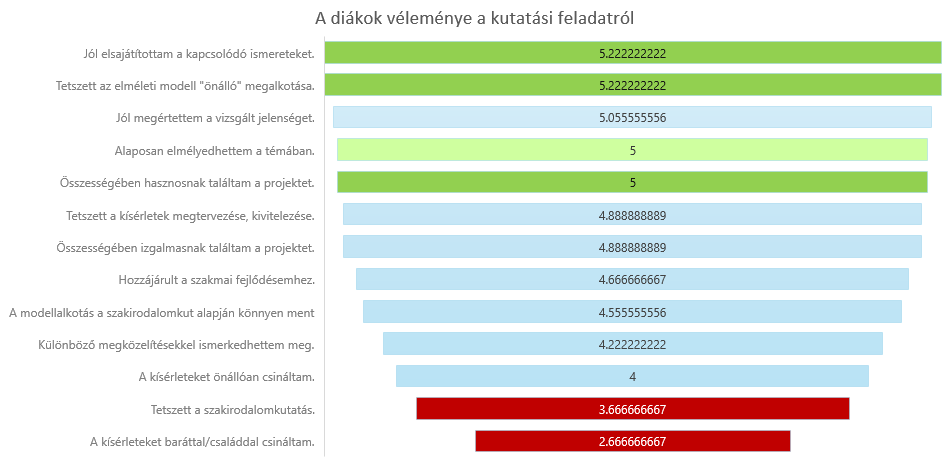 A diákok véleménye a kutatási feladatról
Jól elsajátítottam a kapcsolódó ismereteket. 5.222222222
Tetszett az elméleti modell "önálló" megalkotása. 5.222222222
Jól megértettem a vizsgált jelenséget. 5.055555556
Alaposan elmélyedhettem a témában. 5
Összességében hasznosnak találtam a projektet. 5
Tetszett a kísérletek megtervezése, kivitelezése. 4.888888889
Összességében izgalmasnak találtam a projektet. 4.888888889
Hozzájárult a szakmai fejlődésemhez. 4.666666667
A modellalkotás a szakirodalomkut alapján könnyen ment 4.555555556
Különböző megközelítésekkel ismerkedhettem meg. 4.222222222
A kísérleteket önállóan csináltam. 4
Tetszett a szakirodalomkutatás. 3.666666667
A kísérleteket baráttal/családdal csináltam. 2.666666667